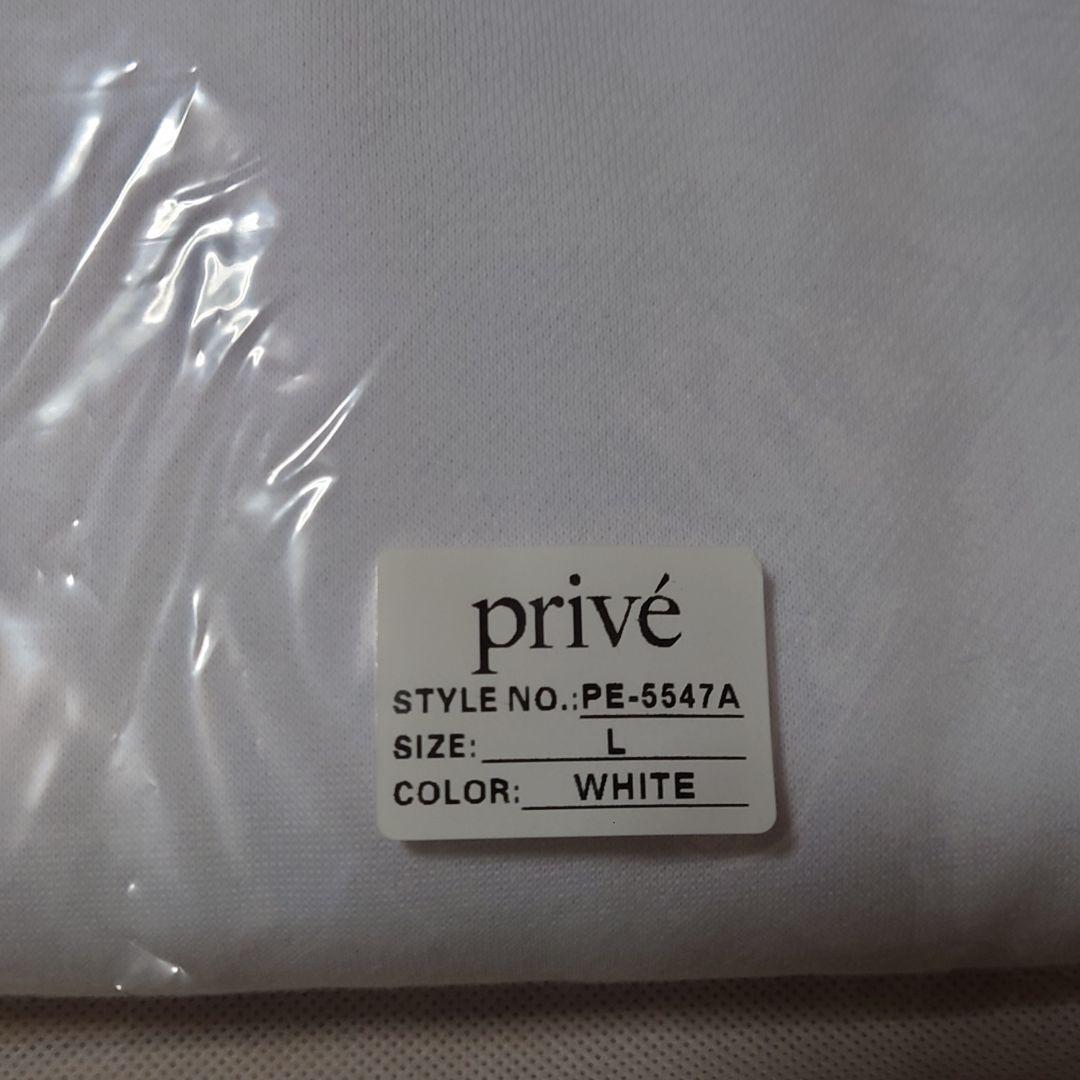 privé
STYLE NO.:PE-5547A
SIZE: L
COLOR: WHITE